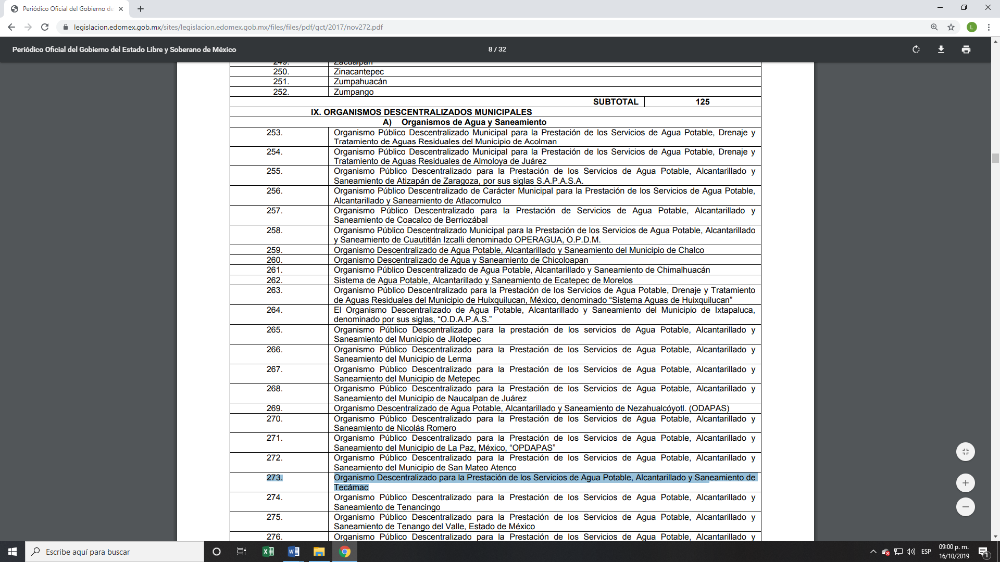 Periódico Oficial del Gobierno de
legislacion.edomex.gob.mx/sites/legislacion.edomex.gob.mx/files/files/pdf/gct/2017/nov272.pdf
L
Periódico Oficial del Gobierno del Estado Libre y Soberano de México
8 / 32
249. Zacualpan
250. Zinacantepec
251. Zumpahuacán
252. Zumpango
SUBTOTAL 125
IX. ORGANISMOS DESCENTRALIZADOS MUNICIPALES
A) Organismos de Agua y Saneamiento
253. Organismo Público Descentralizado Municipal para la Prestación de los Servicios de Agua Potable, Drenaje y
Tratamiento de Aguas Residuales del Municipio de Acolman
254. Organismo Público Descentralizado Municipal para la Prestación de los Servicios de Agua Potable, Drenaje y
Tratamiento de Aguas Residuales de Almoloya de Juárez
255. Organismo Público Descentralizado para la Prestación de los Servicios de Agua Potable, Alcantarillado y
Saneamiento de Atizapán de Zaragoza, por sus siglas S.A.P.A.S.A.
256. Organismo Público Descentralizado de Carácter Municipal para la Prestación de los Servicios de Agua Potable,
Alcantarillado y Saneamiento de Atlacomulco
257. Organismo Público Descentralizado para la Prestación de Servicios de Agua Potable, Alcantarillado y
Saneamiento de Coacalco de Berriozábal
258. Organismo Público Descentralizado Municipal para la Prestación de los Servicios de Agua Potable, Alcantarillado
y Saneamiento de Cuautitlán Izcalli denominado OPERAGUA, O.P.D.M.
259. Organismo Descentralizado de Agua Potable, Alcantarillado y Saneamiento del Municipio de Chalco
260. Organismo Descentralizado de Agua y Saneamiento de Chicoloapan
261. Organismo Público Descentralizado de Agua Potable, Alcantarillado y Saneamiento de Chimalhuacán
262. Sistema de Agua Potable, Alcantarillado y Saneamiento de Ecatepec de Morelos
263. Organismo Público Descentralizado para la Prestación de los Servicios de Agua Potable, Drenaje y Tratamiento
de Aguas Residuales del Municipio de Huixquilucan, México, denominado “Sistema Aguas de Huixquilucan”
264. El Organismo Descentralizado de Agua Potable, Alcantarillado y Saneamiento del Municipio de Ixtapaluca,
denominado por sus siglas, “O.D.A.P.A.S.”
265. Organismo Público Descentralizado para la prestación de los servicios de Agua Potable, Alcantarillado y
Saneamiento del Municipio de Jilotepec
266. Organismo Público Descentralizado para la Prestación de los Servicios de Agua Potable, Alcantarillado y
Saneamiento del Municipio de Lerma
267. Organismo Público Descentralizado para la Prestación de los Servicios de Agua Potable, Alcantarillado y
Saneamiento del Municipio de Metepec
268. Organismo Público Descentralizado para la Prestación de los Servicios de Agua Potable, Alcantarillado y
Saneamiento del Municipio de Naucalpan de Juárez
269. Organismo Descentralizado de Agua Potable, Alcantarillado y Saneamiento de Nezahualcóyotl. (ODAPAS)
270. Organismo Público Descentralizado para la Prestación de los Servicios de Agua Potable, Alcantarillado y
Saneamiento de Nicolás Romero
271. Organismo Público Descentralizado para la Prestación de los Servicios de Agua Potable, Alcantarillado y
Saneamiento del Municipio de La Paz, México, “OPDAPAS”
272. Organismo Público Descentralizado para la Prestación de los Servicios de Agua Potable, Alcantarillado y
Saneamiento del Municipio de San Mateo Atenco
273. Organismo Descentralizado para la Prestación de los Servicios de Agua Potable, Alcantarillado y Saneamiento de
Tecámac
274. Organismo Público Descentralizado para la Prestación de los Servicios de Agua Potable, Alcantarillado y
Saneamiento de Tenancingo
275. Organismo Público Descentralizado para la Prestación de los Servicios de Agua Potable, Alcantarillado y
Saneamiento de Tenango del Valle, Estado de México
276. Organismo Público Descentralizado para la Prestación de los Servicios de Agua Potable, Alcantarillado y
Escribe aquí para buscar
ESP
09:00 p. m.
16/10/2019
1